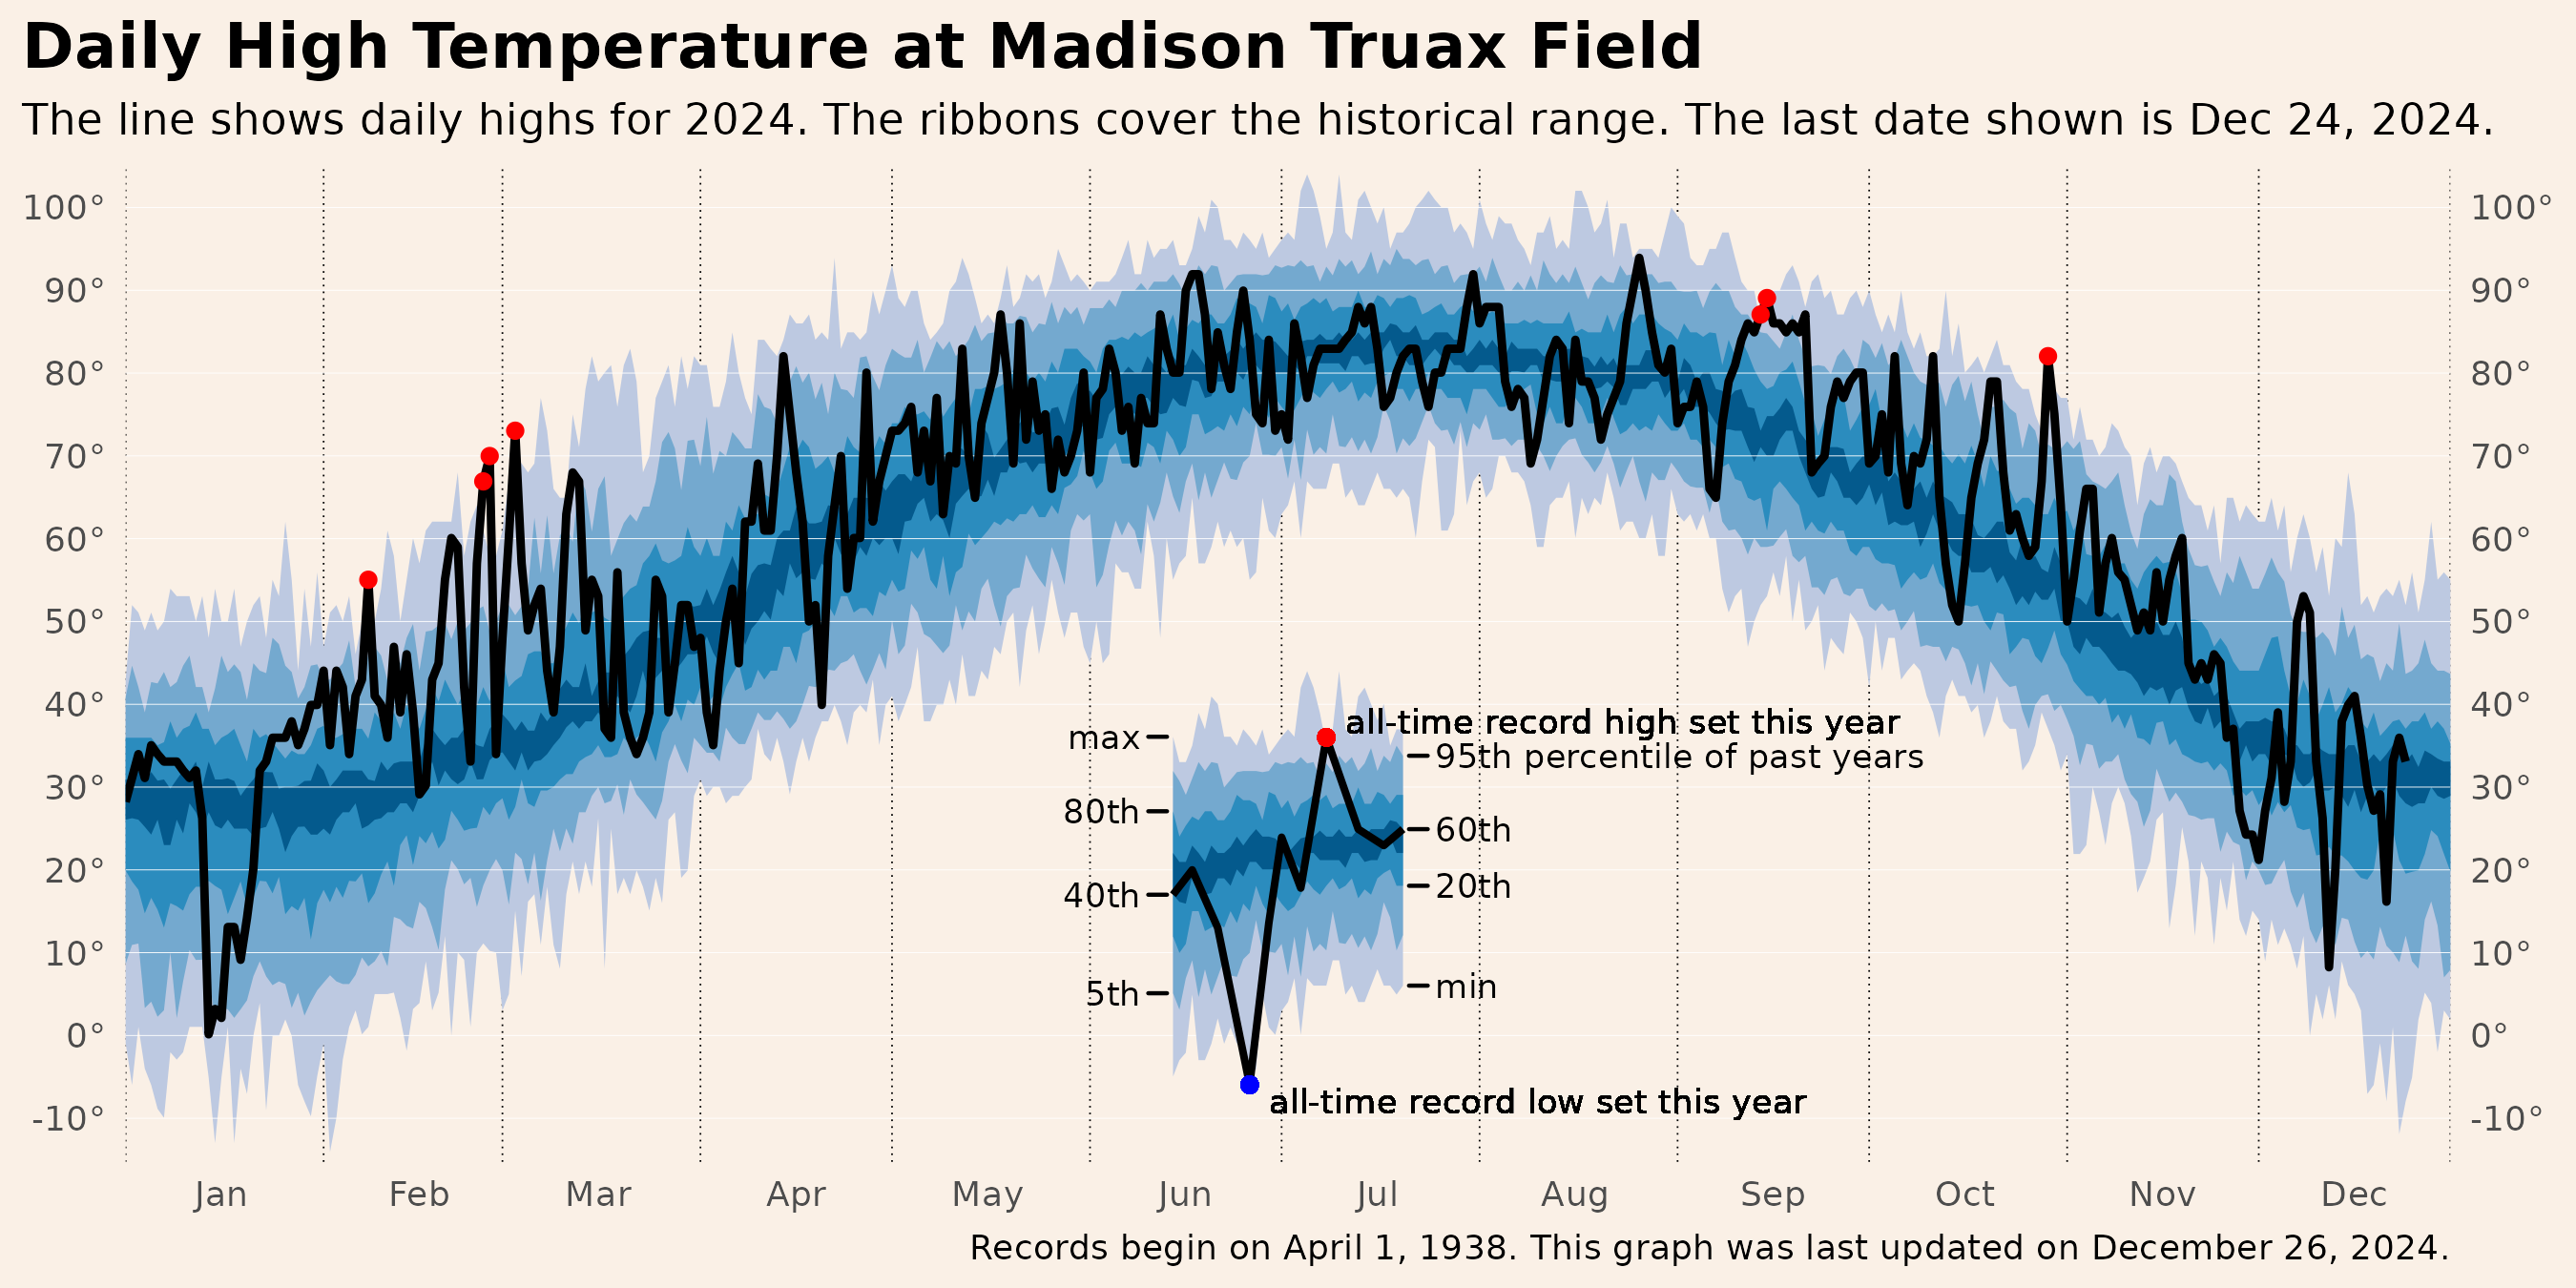 Daily High Temperature at Madison Truax Field
The line shows daily highs for 2024. The ribbons cover the historical range. The last date shown is Dec 24, 2024.
100° 100°
90° 90°
80° 80°
70° 70°
60° 60°
50° 50°
40° 40°
30° 30°
20° 20°
10° 10°
0° 0°
-10° -10°
all-time record high set this year
max
95th percentile of past years
80th
60th
20th
40th
min
5th
all-time record low set this year
Jan Feb Mar Apr May Jun Jul Aug Sep Oct Nov Dec
Records begin on April 1, 1938. This graph was last updated on December 26, 2024.